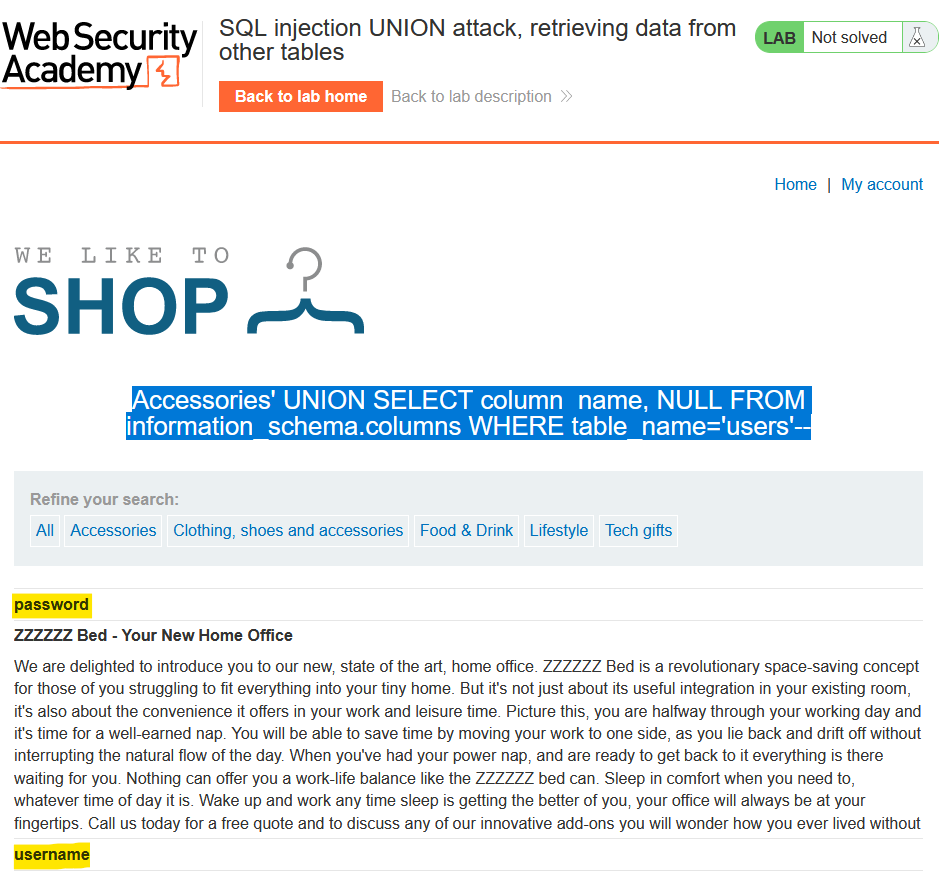 Web Security
Academy
SQL injection UNION attack, retrieving data from
other tables
LAB Not solved
Back to lab home Back to lab description
Home | My account
WE LIKE TO
SHOP
Accessories' UNION SELECT column_name, NULL FROM
information_schema.columns WHERE table_name='users'--
Refine your search:
All Accessories Clothing, shoes and accessories Food & Drink Lifestyle Tech gifts
password
ZZZZZZ Bed - Your New Home Office
We are delighted to introduce you to our new, state of the art, home office. ZZZZZZ Bed is a revolutionary space-saving concept
for those of you struggling to fit everything into your tiny home. But it's not just about its useful integration in your existing room,
it's also about the convenience it offers in your work and leisure time. Picture this, you are halfway through your working day and
it's time for a well-earned nap. You will be able to save time by moving your work to one side, as you lie back and drift off without
interrupting the natural flow of the day. When you've had your power nap, and are ready to get back to it everything is there
waiting for you. Nothing can offer you a work-life balance like the ZZZZZZ bed can. Sleep in comfort when you need to,
whatever time of day it is. Wake up and work any time sleep is getting the better of you, your office will always be at your
fingertips. Call us today for a free quote and to discuss any of our innovative add-ons you will wonder how you ever lived without
username